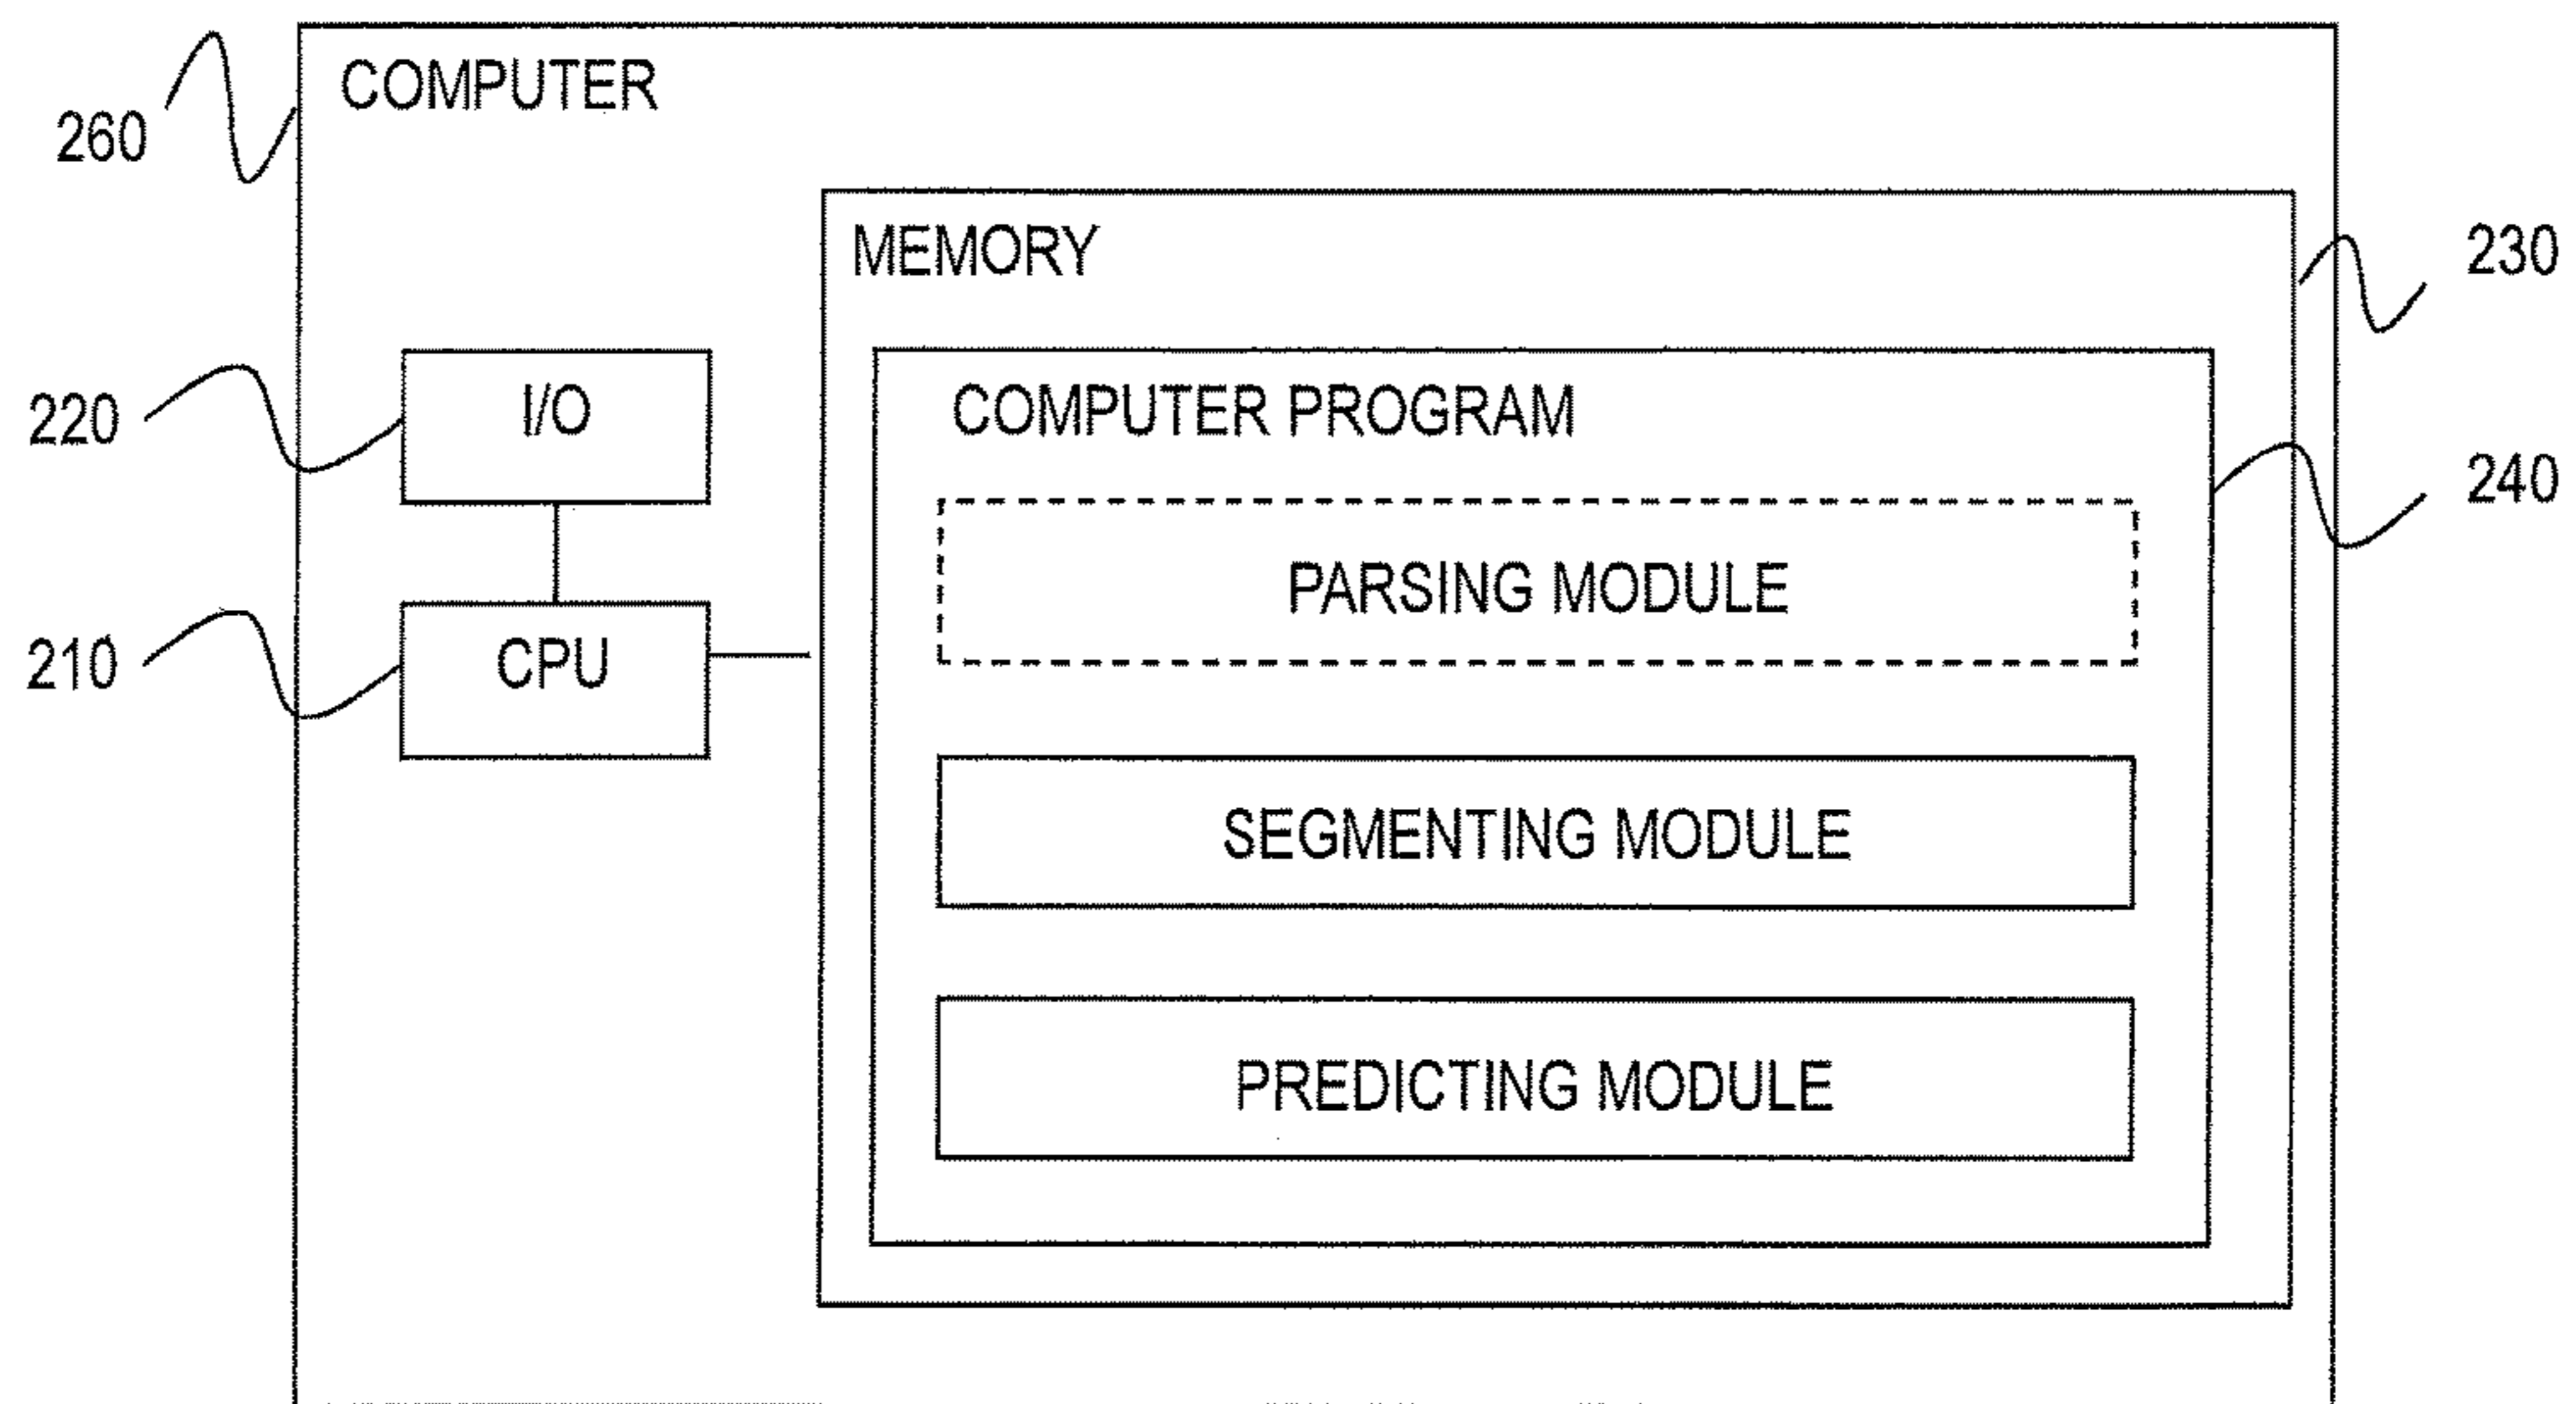 COMPUTER
260
MEMORY
230
I/O
220
COMPUTER PROGRAM
240
PARSING MODULE
CPU
210
SEGMENTING MODULE
PREDICTING MODULE